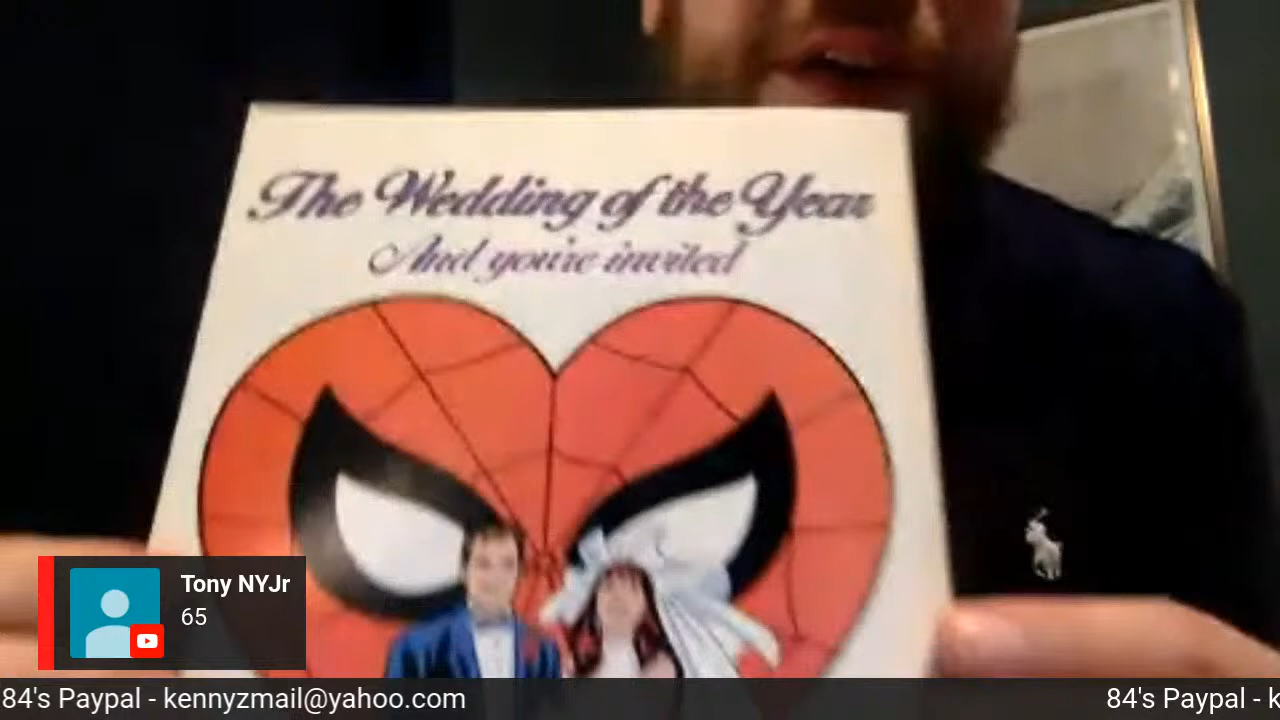 The Wedding of the Year
And you're invited
Tony NYJr
65
84's Paypal - kennyzmail@yahoo.com
84's Paypal - k